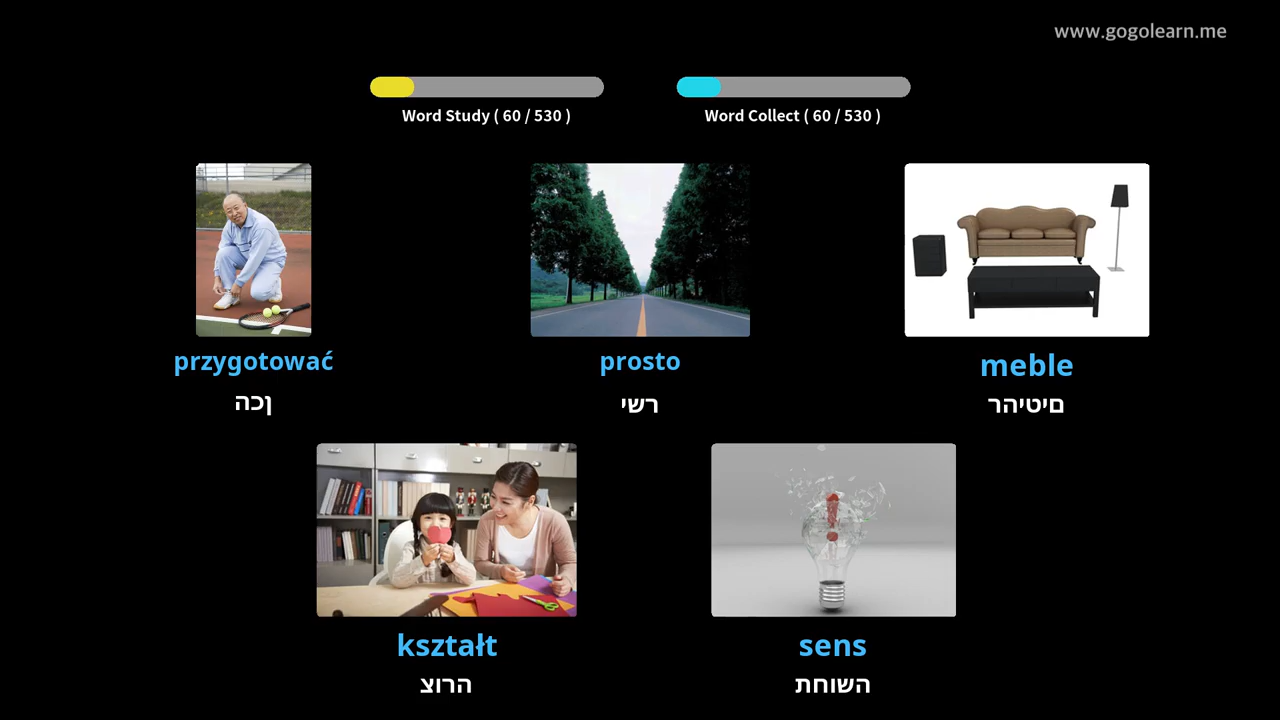 www.gogolearn.me
Word Study ( 60 / 530 )
Word Collect ( 60 / 530 )
przygotować
ןכה
prosto
רשי
meble
םיטיהר
kształt
הרוצ
sens
השוחת